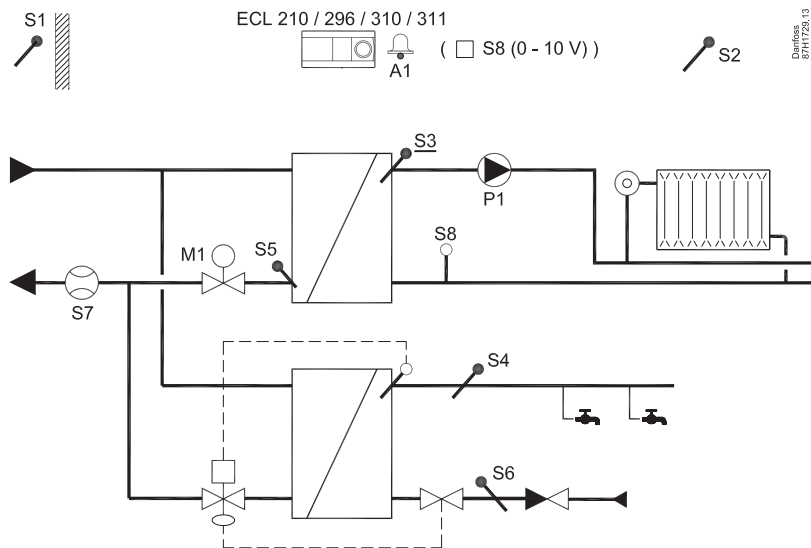 S1
ECL 210 / 296 / 310 / 311
A1
( S8 (0 - 10 V) )
S2
Danfoss
87H1729.13
S3
P1
S8
M1
S5
S7
S4
S6